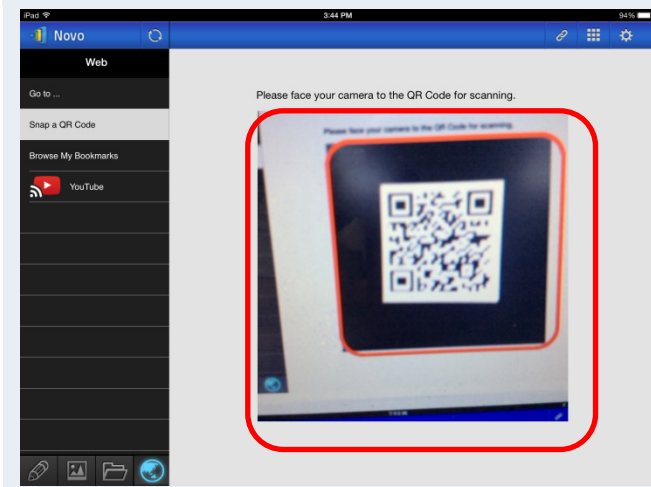 iPad
3:44 PM
94%
Novo
Web
Go to ...
Snap a QR Code
Browse My Bookmarks
YouTube
Please face your camera to the QR Code for scanning.
Please face your camera to the QR Code for scanning.